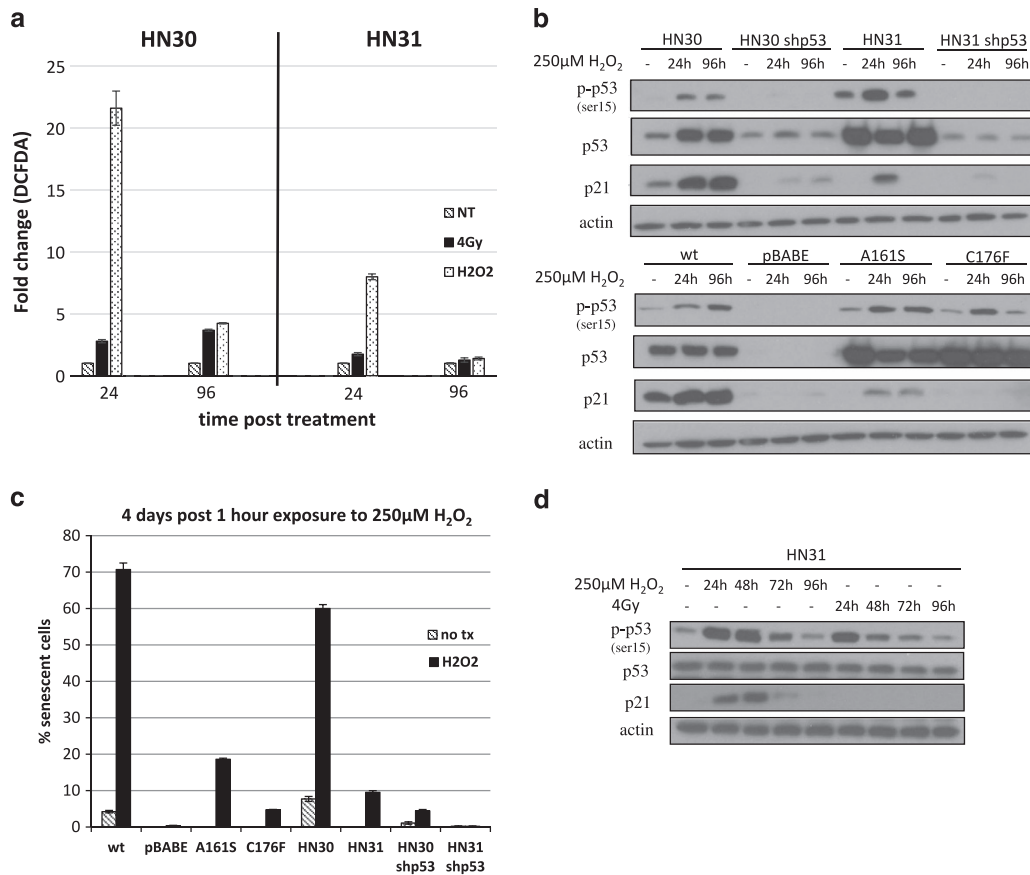 a
HN30 HN31
Fold change (DCFDA)
25
20
15
10
5
0
NT
4Gy
H2O2
24 96 24 96
time post treatment
b
HN30 HN30 shp53 HN31 HN31 shp53
250µM H₂O₂ - 24h 96h - 24h 96h - 24h 96h - 24h 96h
p-p53
(ser15)
p53
p21
actin
wt pBABE A161S C176F
250µM H₂O₂ - 24h 96h - 24h 96h - 24h 96h - 24h 96h
p-p53
(ser15)
p53
p21
actin
c
4 days post 1 hour exposure to 250µM H₂O₂
% senescent cells
80
70
60
50
40
30
20
10
0
no tx
H2O2
wt pBABE A161S C176F HN30 HN31 HN30 HN31
shp53 shp53
d
HN31
250µM H₂O₂ - 24h 48h 72h 96h - - - -
4Gy - - - - - 24h 48h 72h 96h
p-p53
(ser15)
p53
p21
actin